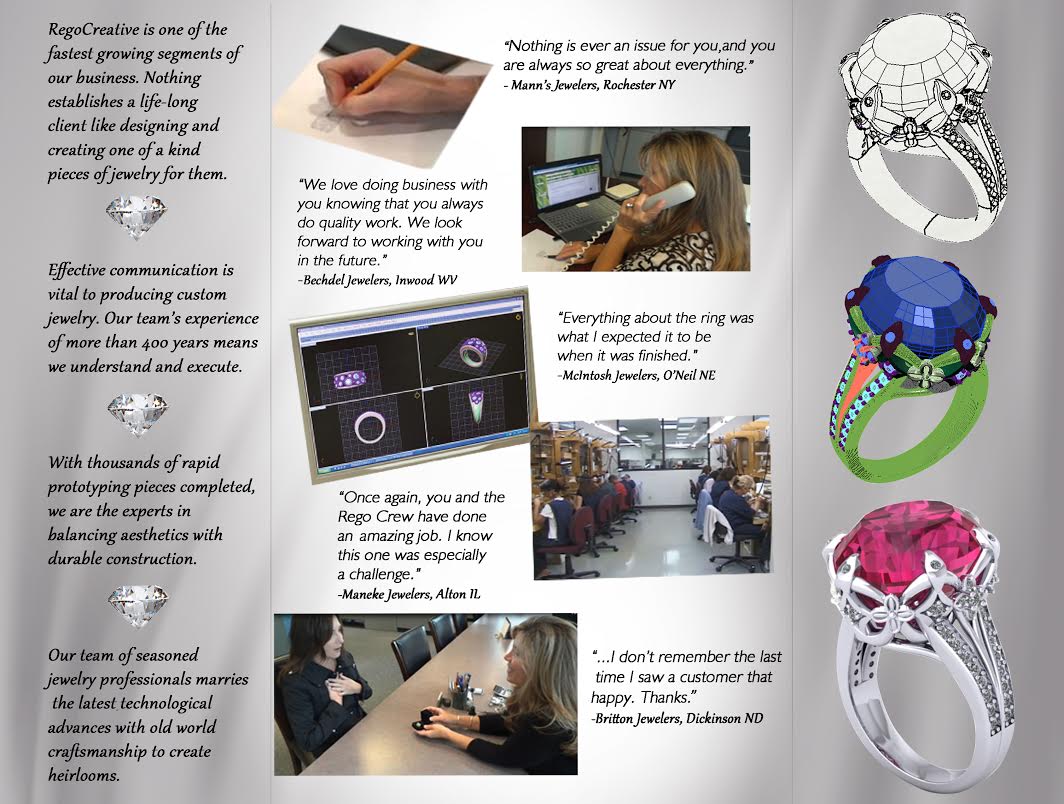 RegoCreative is one of the
fastest growing segments of
our business. Nothing
establishes a life-long
client like designing and
creating one of a kind
pieces of jewelry for them.
Effective communication is
vital to producing custom
jewelry. Our team's experience
of more than 400 years means
we understand and execute.
With thousands of rapid
prototyping pieces completed,
we are the experts in
balancing aesthetics with
durable construction.
Our team of seasoned
jewelry professionals marries
the latest technological
advances with old world
craftsmanship to create
heirlooms.
“Nothing is ever an issue for you,and you
are always so great about everything.”
- Mann's Jewelers, Rochester NY
“We love doing business with
you knowing that you always
do quality work. We look
forward to working with you
in the future.”
-Bechdel Jewelers, Inwood WV
“Everything about the ring was
what I expected it to be
when it was finished.”
-McIntosh Jewelers, O'Neil NE
“Once again, you and the
Rego Crew have done
an amazing job. I know
this one was especially
a challenge.”
-Maneke Jewelers, Alton IL
“...I don't remember the last
time I saw a customer that
happy. Thanks.”
-Britton Jewelers, Dickinson ND